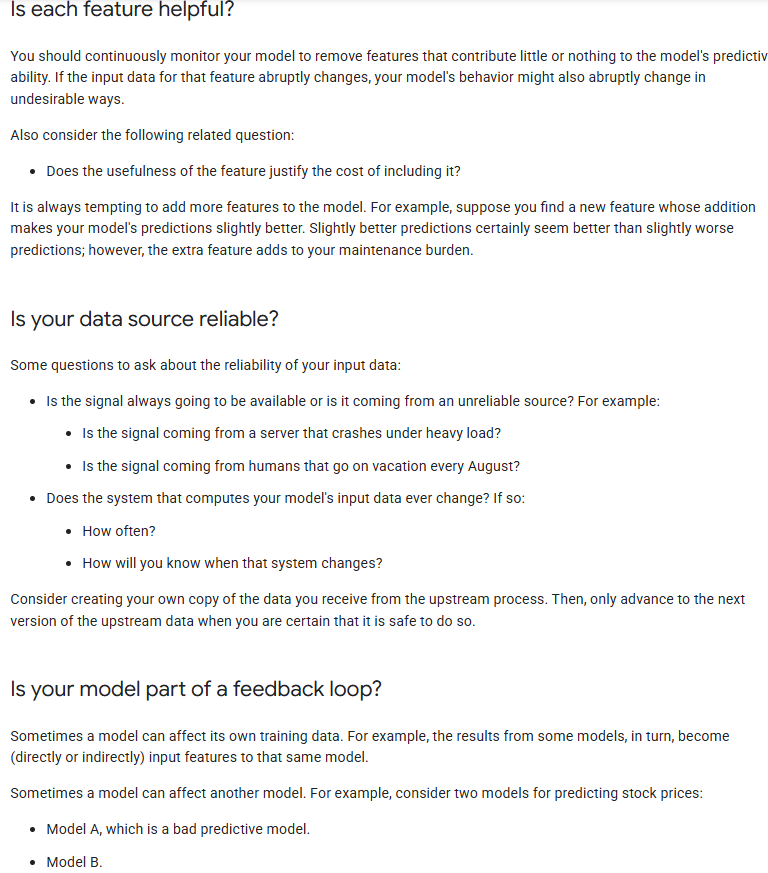 Is each feature helpful?
You should continuously monitor your model to remove features that contribute little or nothing to the model's predictiv
ability. If the input data for that feature abruptly changes, your model's behavior might also abruptly change in
undesirable ways.
Also consider the following related question:
• Does the usefulness of the feature justify the cost of including it?
It is always tempting to add more features to the model. For example, suppose you find a new feature whose addition
makes your model's predictions slightly better. Slightly better predictions certainly seem better than slightly worse
predictions; however, the extra feature adds to your maintenance burden.
Is your data source reliable?
Some questions to ask about the reliability of your input data:
• Is the signal always going to be available or is it coming from an unreliable source? For example:
• Is the signal coming from a server that crashes under heavy load?
• Is the signal coming from humans that go on vacation every August?
• Does the system that computes your model's input data ever change? If so:
• How often?
• How will you know when that system changes?
Consider creating your own copy of the data you receive from the upstream process. Then, only advance to the next
version of the upstream data when you are certain that it is safe to do so.
Is your model part of a feedback loop?
Sometimes a model can affect its own training data. For example, the results from some models, in turn, become
(directly or indirectly) input features to that same model.
Sometimes a model can affect another model. For example, consider two models for predicting stock prices:
• Model A, which is a bad predictive model.
• Model B.